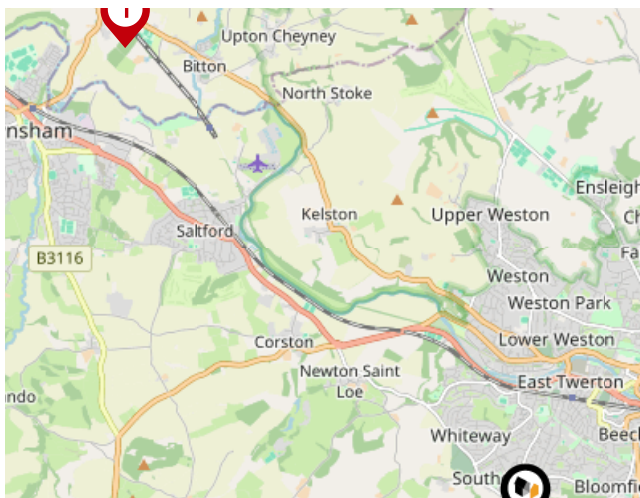 Upton Cheyney
Bitton
North Stoke
nsham
Ensleigh
Kelston
Upper Weston
Saltford
B3116
Weston
Weston Park
Corston
Lower Weston
Newton Saint
Loe
East Twerton
ndo
Whiteway
Beec
South
Bloomfi